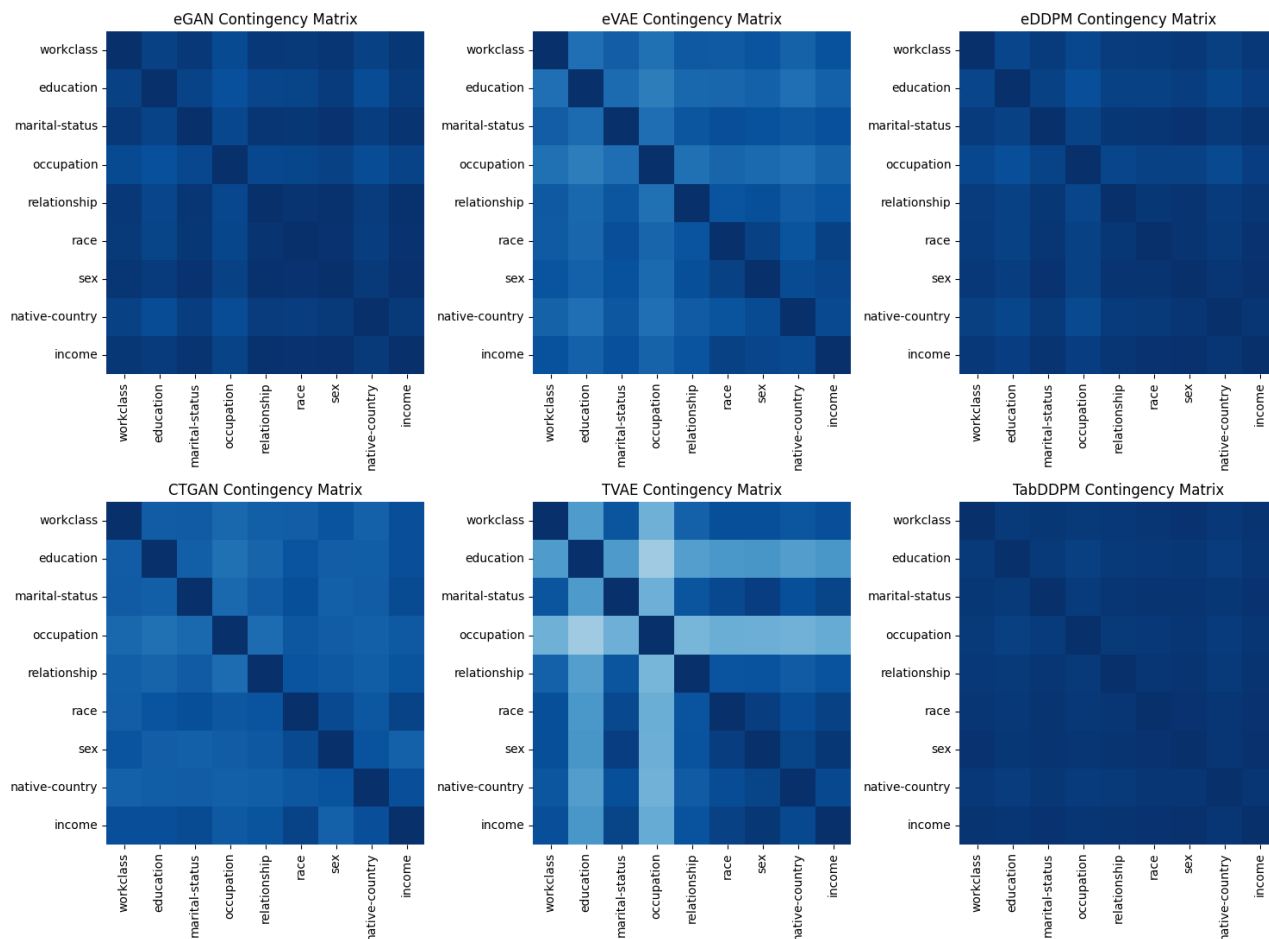 eGAN Contingency Matrix
workclass
education
marital-status
occupation
relationship
race
sex
native-country
income
workclass
education
marital-status
occupation
relationship
race
sex
native-country
income
eVAE Contingency Matrix
workclass
education
marital-status
occupation
relationship
race
sex
native-country
income
workclass
education
marital-status
occupation
relationship
race
sex
native-country
income
eDDPM Contingency Matrix
workclass
education
marital-status
occupation
relationship
race
sex
native-country
income
workclass
education
marital-status
occupation
relationship
race
sex
native-country
income
CTGAN Contingency Matrix
workclass
education
marital-status
occupation
relationship
race
sex
native-country
income
workclass
education
marital-status
occupation
relationship
race
sex
native-country
income
TVAE Contingency Matrix
workclass
education
marital-status
occupation
relationship
race
sex
native-country
income
workclass
education
marital-status
occupation
relationship
race
sex
native-country
income
TabDDPM Contingency Matrix
workclass
education
marital-status
occupation
relationship
race
sex
native-country
income
workclass
education
marital-status
occupation
relationship
race
sex
native-country
income